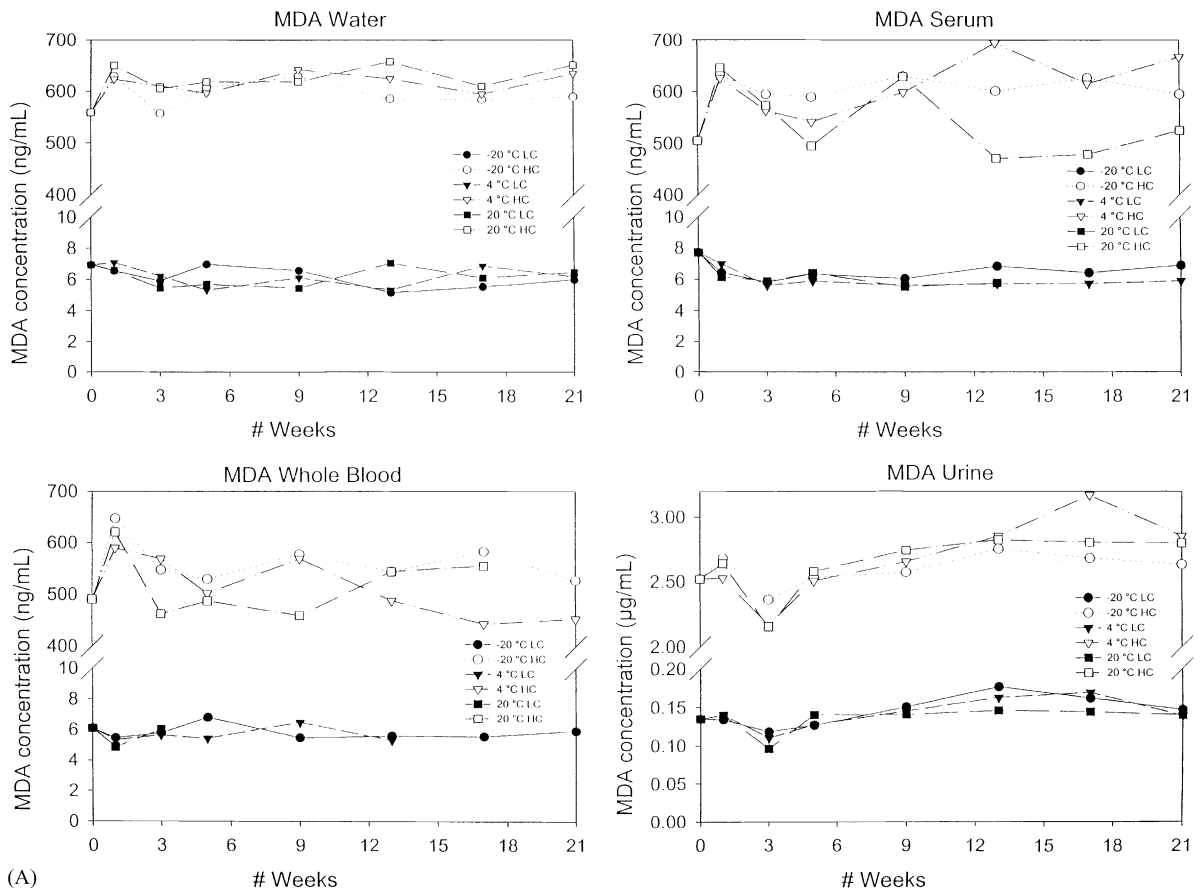 MDA Water
MDA concentration (ng/mL)
700
600
500
400
10
8
6
4
2
0
-20 °C LC
-20 °C HC
4 °C LC
4 °C HC
20 °C LC
20 °C HC
0 3 6 9 12 15 18 21
# Weeks
MDA Serum
MDA concentration (ng/mL)
700
600
500
400
10
8
6
4
2
0
-20 °C LC
-20 °C HC
4 °C LC
4 °C HC
20 °C LC
20 °C HC
0 3 6 9 12 15 18 21
# Weeks
MDA Whole Blood
MDA concentration (ng/mL)
700
600
500
400
10
8
6
4
2
0
-20 °C LC
-20 °C HC
4 °C LC
4 °C HC
20 °C LC
20 °C HC
0 3 6 9 12 15 18 21
# Weeks
MDA Urine
MDA concentration (µg/mL)
3.00
2.50
2.00
0.20
0.15
0.10
0.05
0.00
-20 °C LC
-20 °C HC
4 °C LC
4 °C HC
20 °C LC
20 °C HC
0 3 6 9 12 15 18 21
# Weeks
(A)